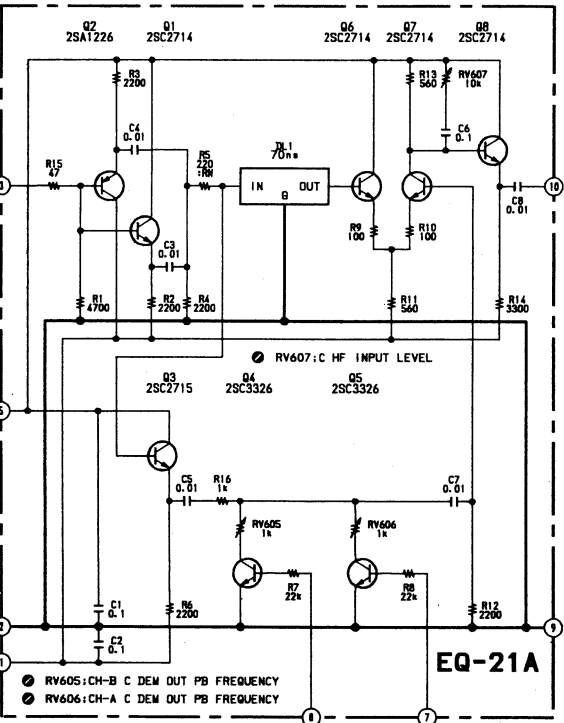 Q2
2SA1226
Q1
2SC2714
Q6
2SC2714
Q7
2SC2714
Q8
2SC2714
R3
2200
R13
560
RV607
10k
C4
0.01
C6
0.1
R15
47
R5
220
:RN
DL1
70ns
IN
OUT
G
C8
0.01
10
C3
0.01
R9
100
R10
100
R1
4700
R2
2200
R4
2200
R11
560
R14
3300
RV607:C HF INPUT LEVEL
Q3
2SC2715
Q4
2SC3326
Q5
2SC3326
C5
0.01
R16
1k
C7
0.01
RV605
1k
RV606
1k
R7
22k
R8
22k
C1
0.1
R6
2200
R12
2200
2
9
C2
0.1
1
EQ-21A
RV605:CH-B C DEM OUT PB FREQUENCY
RV606:CH-A C DEM OUT PB FREQUENCY
7